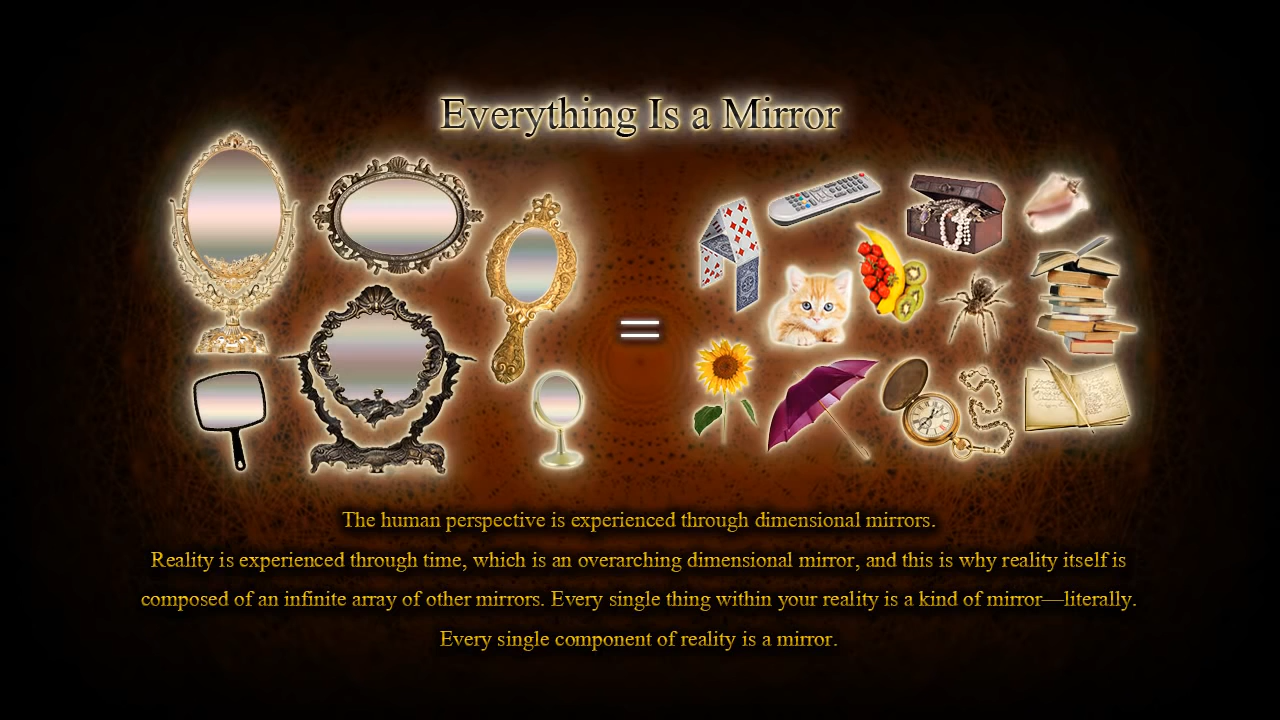 Everything Is a Mirror
=
The human perspective is experienced through dimensional mirrors.
Reality is experienced through time, which is an overarching dimensional mirror, and this is why reality itself is
composed of an infinite array of other mirrors. Every single thing within your reality is a kind of mirror—literally.
Every single component of reality is a mirror.